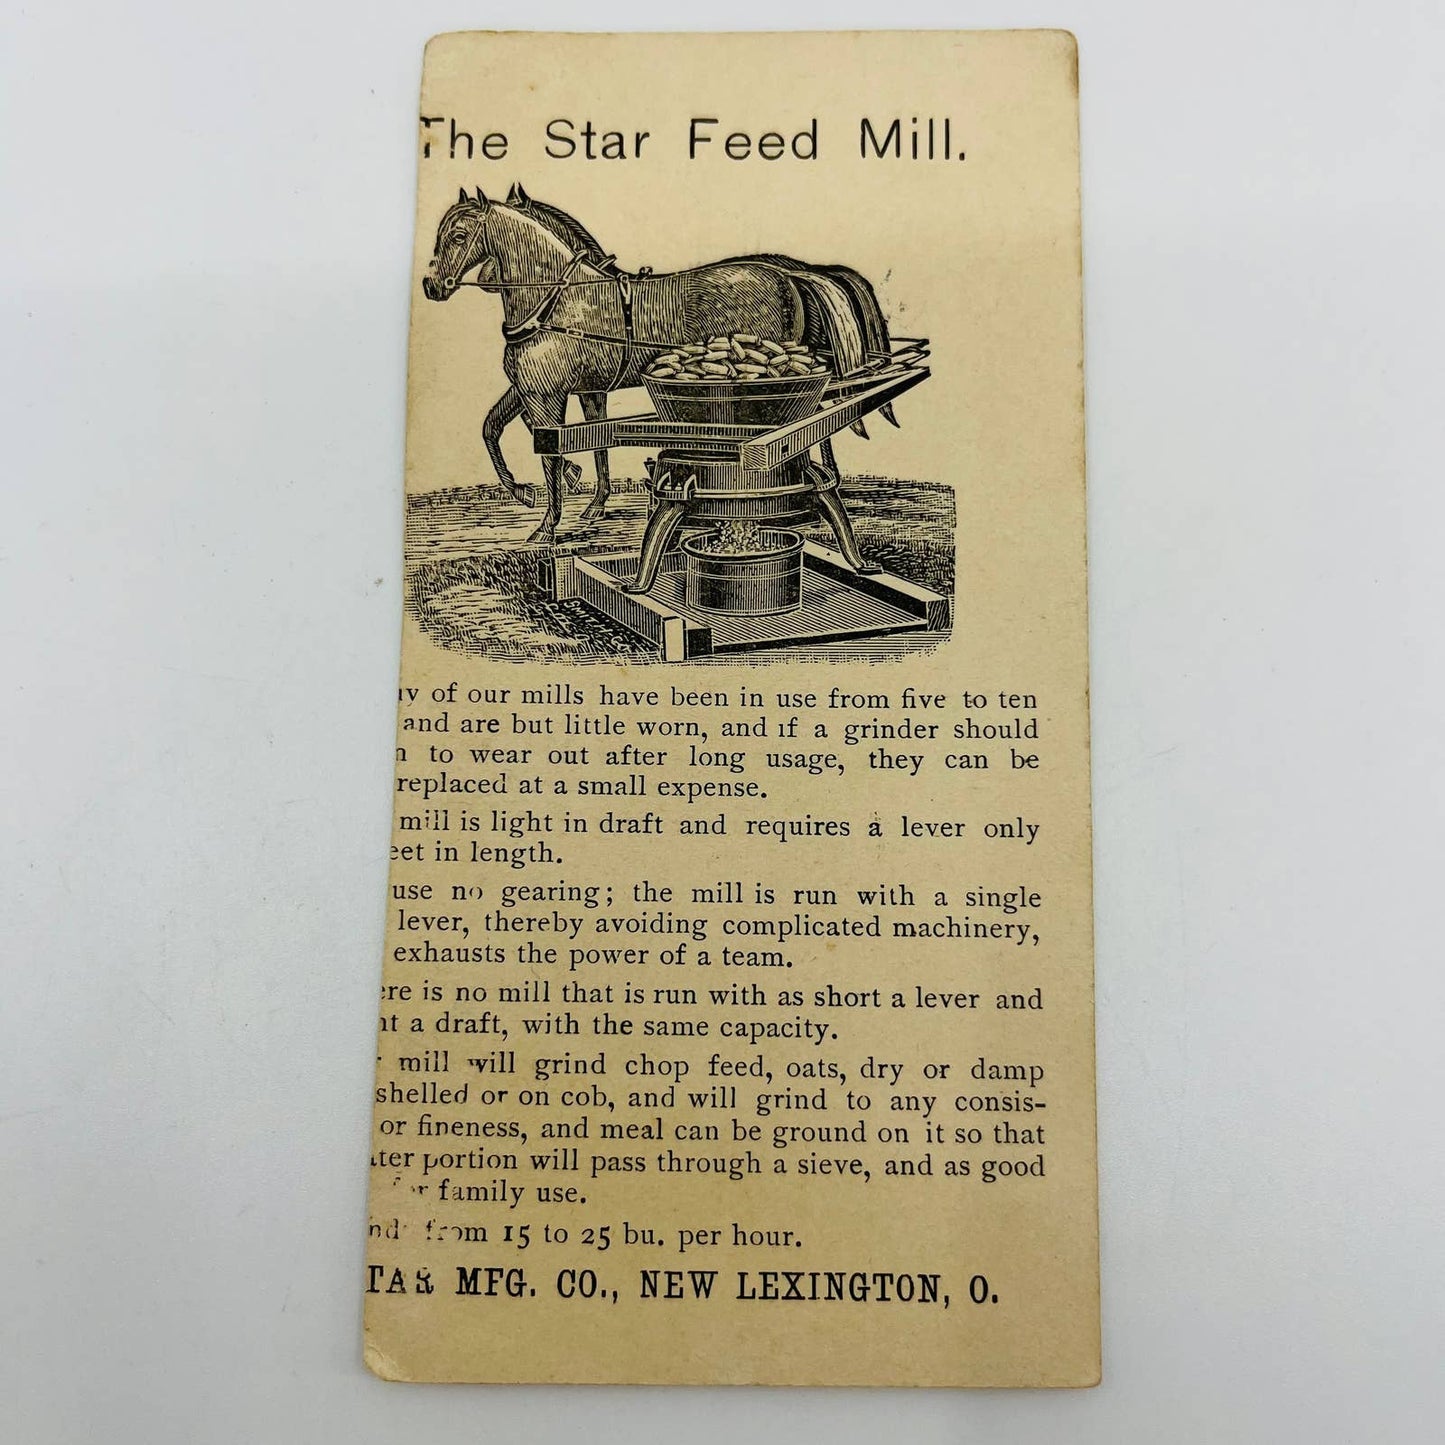 The Star Feed Mill.
of our mills have been in use from five to ten
and are but little worn, and if a grinder should
to wear out after long usage, they can be
replaced at a small expense.
mill is light in draft and requires a lever only
in length.
use no gearing; the mill is run with a single
lever, thereby avoiding complicated machinery,
exhausts the power of a team.
is no mill that is run with as short a lever and
a draft, with the same capacity.
mill will grind chop feed, oats, dry or damp
shelled or on cob, and will grind to any consis-
or fineness, and meal can be ground on it so that
portion will pass through a sieve, and as good
for family use.
from 15 to 25 bu. per hour.
TAR MFG. CO., NEW LEXINGTON, O.